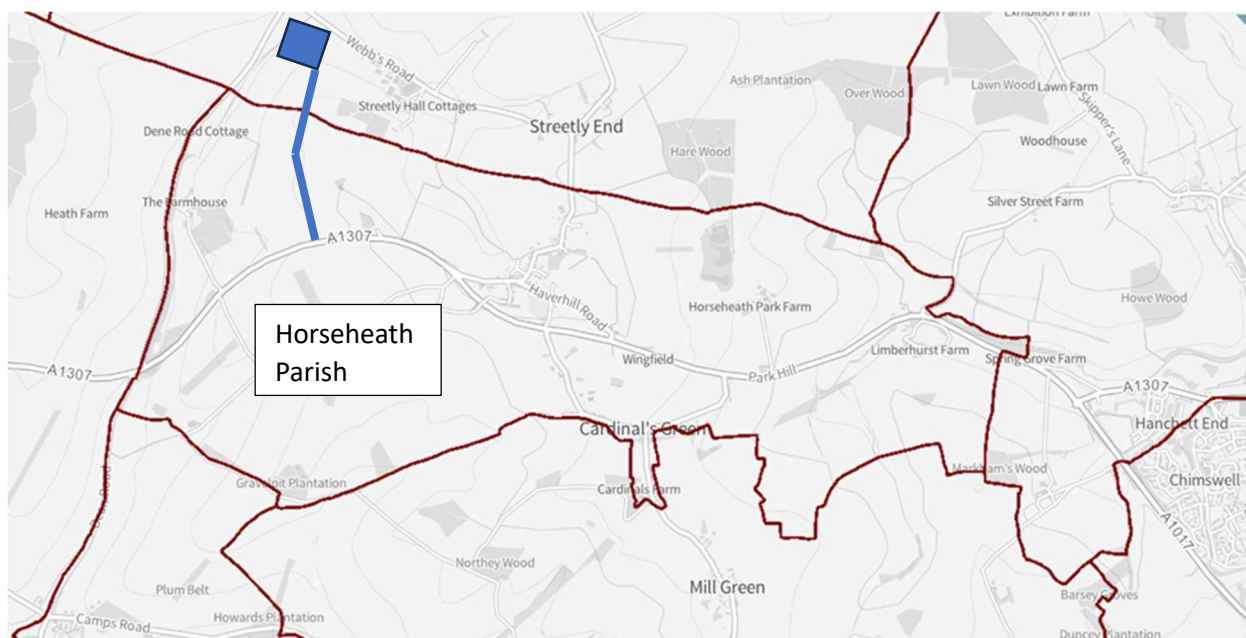 Exhibition Farm
Webb's Road
Ash Plantation
Over Wood
Lawn Wood
Lawn Farm
Skipper's Lane
Streetly Hall Cottages
Dene Road Cottage
Streetly End
Hare Wood
Woodhouse
The Farmhouse
Silver Street Farm
Heath Farm
A1307
Haverhill Road
Horseheath Park Farm
Howe Wood
Horseheath
Parish
Wingfield
Limberhurst Farm
Spring Grove Farm
A1307
Park Hill
A1307
Cardinal's Green
Hanchett End
Markham's Wood
Gravelpit Plantation
Cardinals Farm
Chimswell
Road
A1017
Northey Wood
Mill Green
Plum Belt
Barsey Groves
Camps Road
Howards Plantation
Duncey Plantation